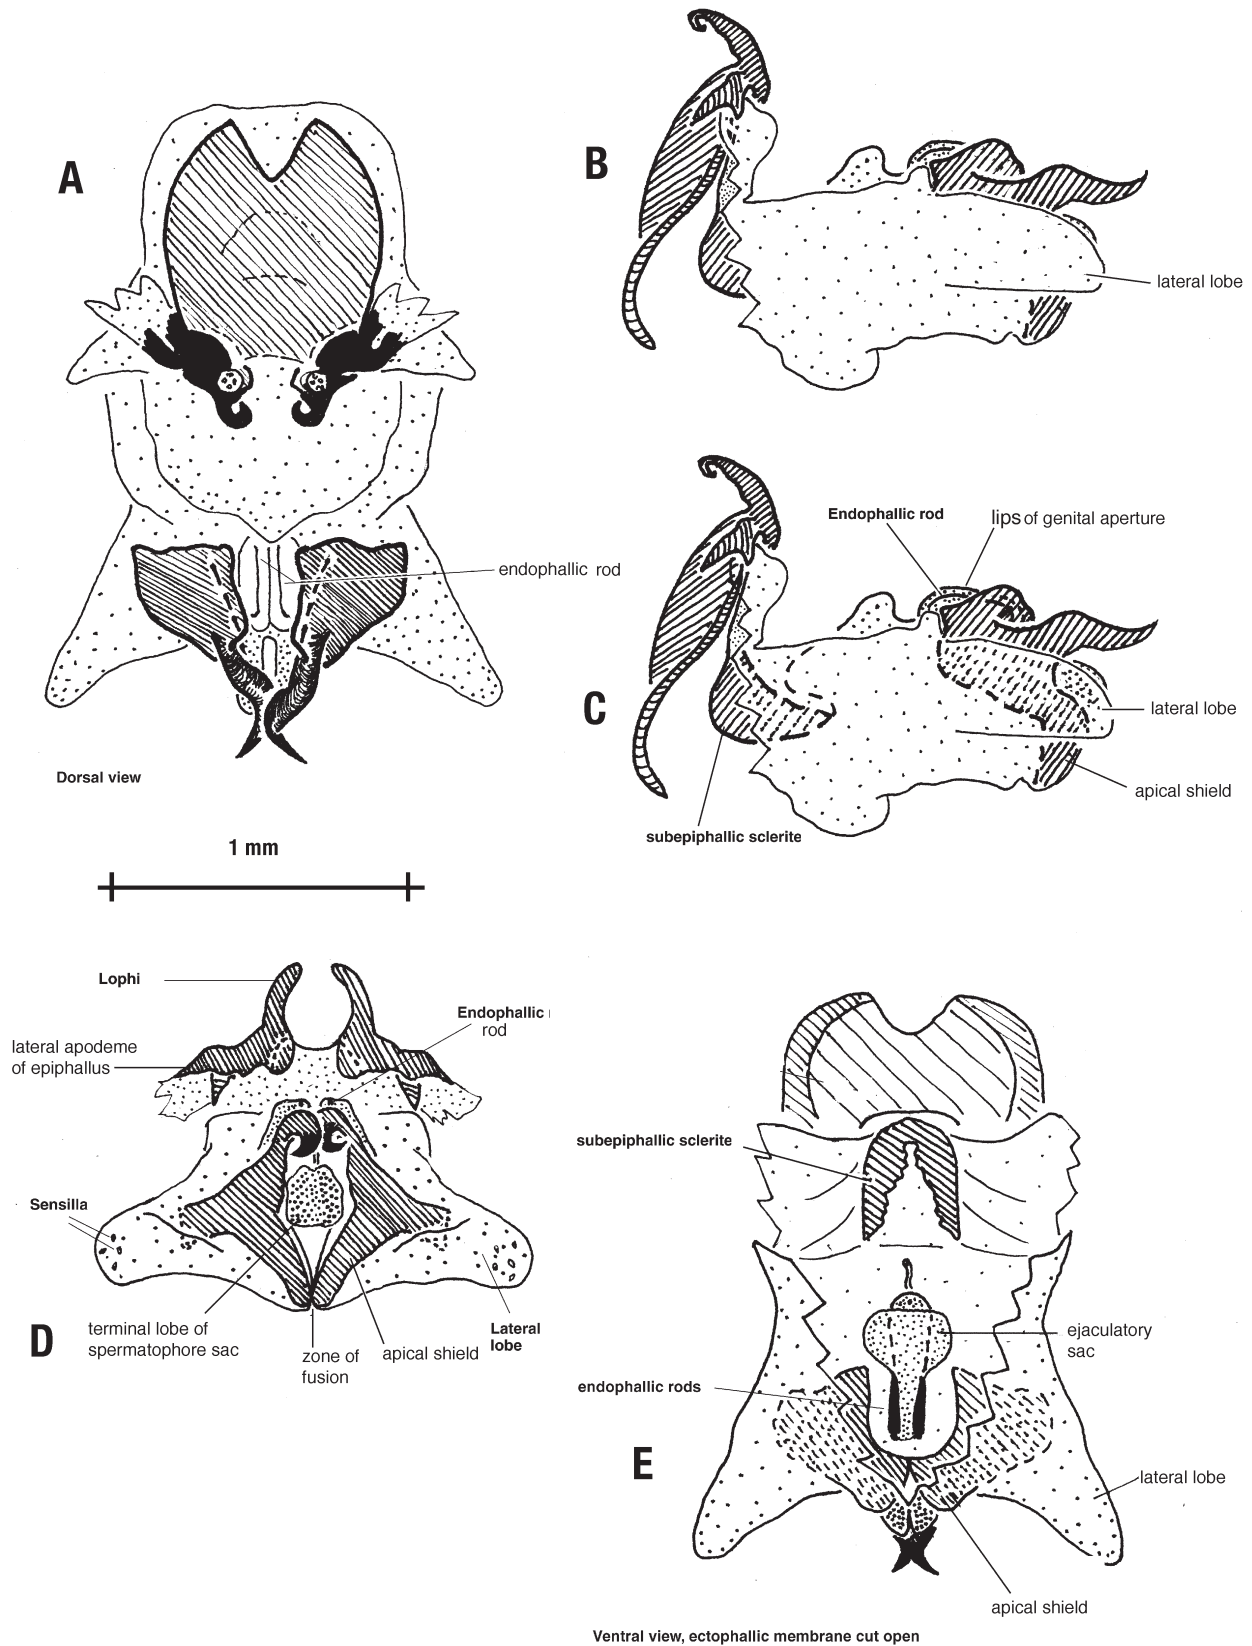 A
endophallic rod
Dorsal view
1 mm
B
lateral lobe
C
Endophallic rod
lips of genital aperture
lateral lobe
apical shield
subepiphallic sclerite
D
Lophi
lateral apodeme
of epiphallus
Endophallic
rod
Sensilla
terminal lobe of
spermatophore sac
zone of
fusion
apical shield
Lateral
lobe
E
subepiphallic sclerite
ejaculatory
sac
endophallic rods
lateral lobe
apical shield
Ventral view, ectophallic membrane cut open